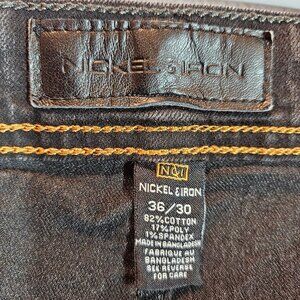 NICKEL & IRON
N&I
NICKEL & IRON
36/30
82% COTTON
17% POLY
1% SPANDEX
MADE IN BANGLADESH
FABRIQUE AU
BANGLADESH
SEE REVERSE
FOR CARE